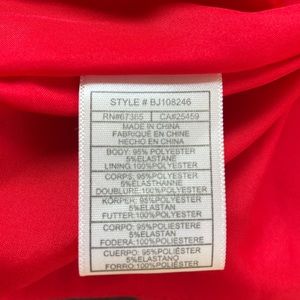 STYLE # BJ108246
RN#67365 CA#25459
MADE IN CHINA
FABRIQUÉ EN CHINE
HECHO EN CHINA
BODY: 95% POLYESTER
5%ELASTANE
LINING:100%POLYESTER
CORPS: 95%POLYESTER
5%ELASTHANNE
DOUBLURE:100%POLYESTER
KÖRPER: 95%POLYESTER
5%ELASTAN
FUTTER:100%POLYESTER
CORPO: 95%POLIESTERE
5%ELASTAN
FODERA:100%POLIESTERE
CUERPO: 95%POLIÉSTER
5%ELASTANO
FORRO:100%POLIÉSTER